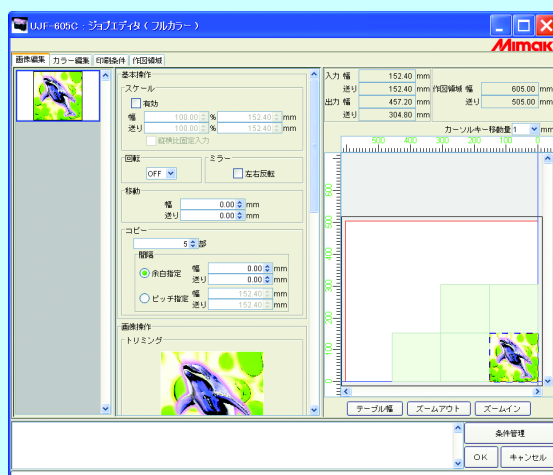 UJF-605C : ジョブエディタ ( フルカラー )
Mimaki
画像編集 カラー編集 印刷条件 作図領域
基本操作
スケール
有効
幅 100.00 % 152.40 mm
送り 100.00 % 152.40 mm
縦横比固定入力
回転 ミラー
OFF 左右反転
移動
幅 0.00 mm
送り 0.00 mm
コピー
5 部
間隔
余白指定 幅 0.00 mm
送り 0.00 mm
ピッチ指定 幅 152.40 mm
送り 152.40 mm
画像操作
トリミング
入力 幅 152.40 mm
送り 152.40 mm 作図領域 幅 605.00 mm
出力 幅 457.20 mm 送り 505.00 mm
送り 304.80 mm
カーソルキー移動量 1 mm
500 400 300 200 100 0
600
500
400
300
200
100
0
テーブル幅 ズームアウト ズームイン
条件管理
OK キャンセル